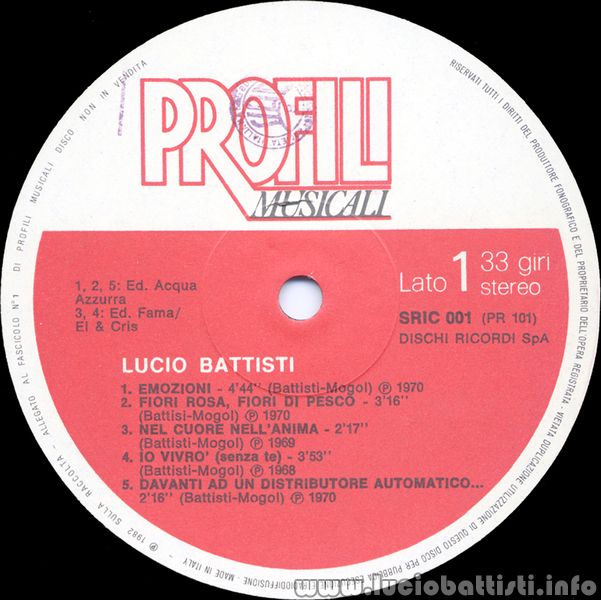 PROFILI
MUSICALI
1, 2, 5: Ed. Acqua
Azzurra
3, 4: Ed. Fama/
El & Cris
Lato 1 33 giri
stereo
SRIC 001 (PR 101)
DISCHI RICORDI SpA
LUCIO BATTISTI
1. EMOZIONI - 4'44'' (Battisti-Mogol) ℗ 1970
2. FIORI ROSA, FIORI DI PESCO - 3'16''
(Battisi-Mogol) ℗ 1970
3. NEL CUORE NELL'ANIMA - 2'17''
(Battisti-Mogol) ℗ 1969
4. IO VIVRO' (senza te) - 3'53''
(Battisti-Mogol) ℗ 1968
5. DAVANTI AD UN DISTRIBUTORE AUTOMATICO...
2'16'' (Battisti-Mogol) ℗ 1970
℗ 1982 SULLA RACCOLTA - ALLEGATO AL FASCICOLO N°1 DI PROFILI MUSICALI DISCO NON IN VENDITA
RISERVATI TUTTI I DIRITTI DEL PRODUTTORE FONOGRAFICO E DEL PROPRIETARIO DELL'OPERA REGISTRATA - VIETATA DUPLICAZIONE UTILIZZAZIONE DI QUESTO DISCO PER PUBBLICA RADIODIFFUSIONE - MADE IN ITALY
www.luciobattisti.info